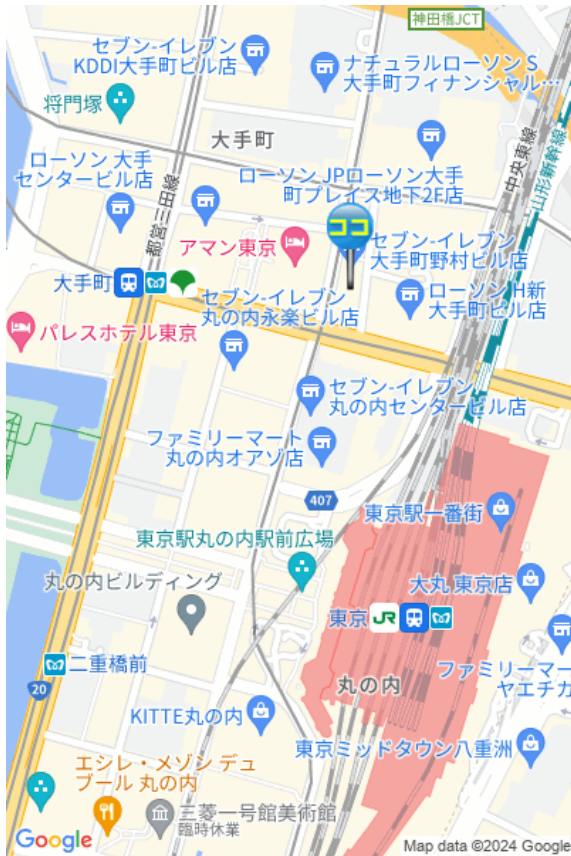 神田橋JCT
セブン-イレブン
KDDI大手町ビル店
ナチュラルローソン S
大手町フィナンシャル…
将門塚
大手町
中央東線
山形新幹線
ローソン 大手
センタービル店
都営三田線
ローソン JPローソン大手
町プレイス地下2F店
ココ
アマン東京
セブン-イレブン
大手町野村ビル店
大手町
セブン-イレブン
丸の内永楽ビル店
ローソン H新
大手町ビル店
パレスホテル東京
セブン-イレブン
丸の内センタービル店
ファミリーマート
丸の内オアゾ店
407
東京駅一番街
東京駅丸の内駅前広場
丸の内ビルディング
大丸 東京店
東京 JR
二重橋前
20
丸の内
ファミリーマー
ヤエチカ
KITTE丸の内
東京ミッドタウン八重洲
エシレ・メゾン デュ
ブール 丸の内
三菱一号館美術館
臨時休業
Google
Map data ©2024 Google